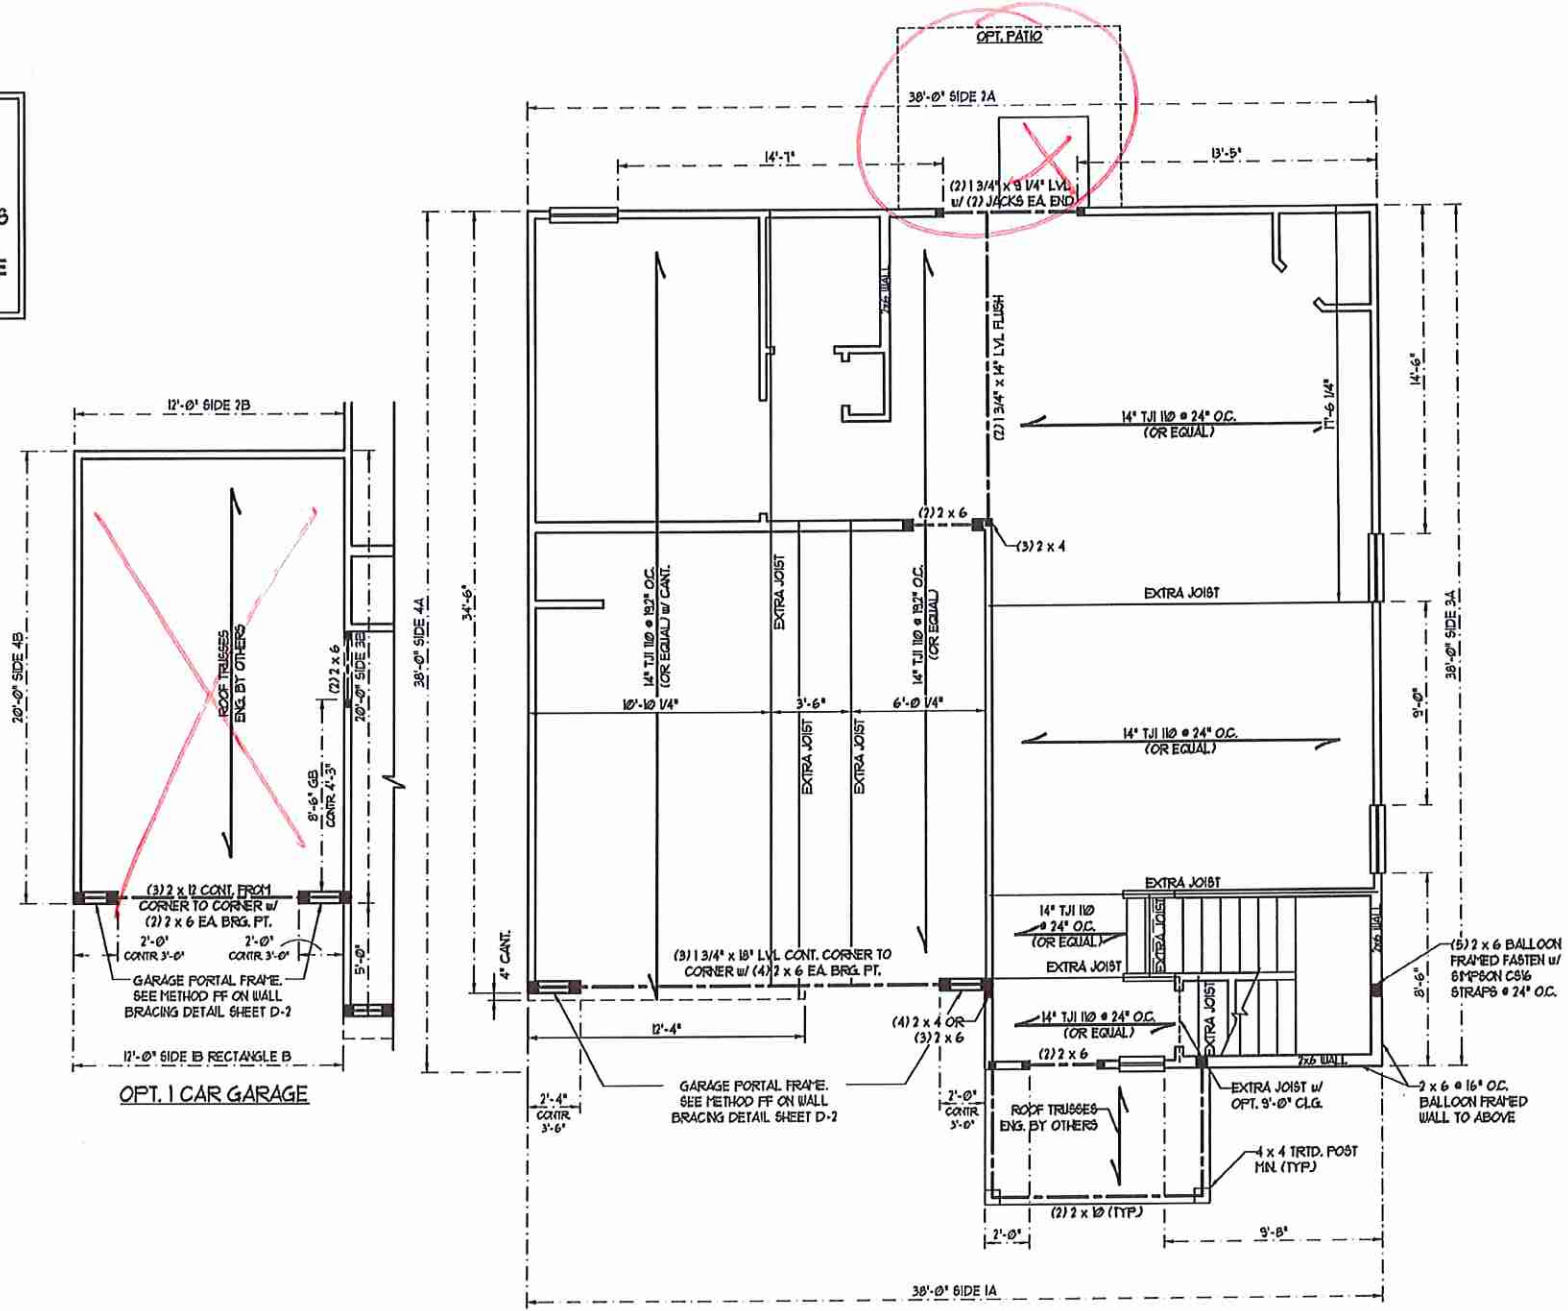 OPT. PATIO
38'-0" SIDE 2A
14'-7"
13'-5"
(2) 1 3/4" x 9 1/4" LVL
w/ (2) JACKS EA. END
S
E
2x6 WALL
(2) 1 3/4" x 14" LVL FLUSH
14" TJI 110 @ 24" O.C.
(OR EQUAL)
17'-6 1/4"
14'-6"
12'-0" SIDE 2B
(2) 2 x 6
(3) 2 x 4
EXTRA JOIST
EXTRA JOIST
14" TJI 110 @ 19.2" O.C.
(OR EQUAL) w/ CANT.
14" TJI 110 @ 19.2" O.C.
(OR EQUAL)
34'-6"
38'-0" SIDE 4A
38'-0" SIDE 3A
20'-0" SIDE 4B
ROOF TRUSSES
ENG. BY OTHERS
(2) 2 x 6
20'-0" SIDE 3B
10'-10 1/4"
3'-6"
6'-0 1/4"
9'-0"
EXTRA JOIST
EXTRA JOIST
14" TJI 110 @ 24" O.C.
(OR EQUAL)
8'-6" GB
CONTR. 4'-3"
(3) 2 x 12 CONT. FROM
CORNER TO CORNER w/
(2) 2 x 6 EA. BRG. PT.
2'-0"
CONTR. 3'-0"
2'-0"
CONTR. 3'-0"
5'-0"
GARAGE PORTAL FRAME.
SEE METHOD PF ON WALL
BRACING DETAIL SHEET D-2
12'-0" SIDE 1B RECTANGLE B
OPT. 1 CAR GARAGE
EXTRA JOIST
14" TJI 110
@ 24" O.C.
(OR EQUAL)
EXTRA JOIST
EXTRA JOIST
2x6 WALL
(5) 2 x 6 BALLOON
FRAMED FASTEN w/
SIMPSON CS16
STRAPS @ 24" O.C.
8'-6"
4" CANT.
(3) 1 3/4" x 18" LVL CONT. CORNER TO
CORNER w/ (4) 2 x 6 EA. BRG. PT.
12'-4"
(4) 2 x 4 OR
(3) 2 x 6
14" TJI 110 @ 24" O.C.
(OR EQUAL)
EXTRA JOIST
(2) 2 x 6
2x6 WALL
2'-4"
CONTR.
3'-6"
GARAGE PORTAL FRAME.
SEE METHOD PF ON WALL
BRACING DETAIL SHEET D-2
2'-0"
CONTR.
3'-0"
ROOF TRUSSES
ENG. BY OTHERS
EXTRA JOIST w/
OPT. 9'-0" CLG.
2 x 6 @ 16" O.C.
BALLOON FRAMED
WALL TO ABOVE
4 x 4 TRTD. POST
MIN. (TYP.)
(2) 2 x 10 (TYP.)
2'-0"
9'-8"
38'-0" SIDE 1A